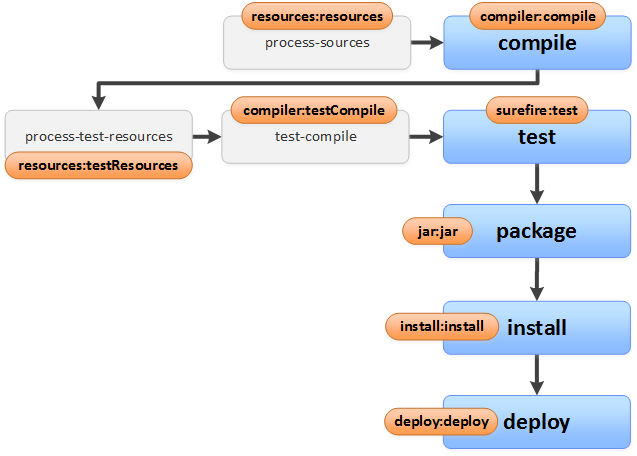 resources:resources
process-sources
compiler:compile
compile
process-test-resources
resources:testResources
compiler:testCompile
test-compile
surefire:test
test
jar:jar
package
install:install
install
deploy:deploy
deploy